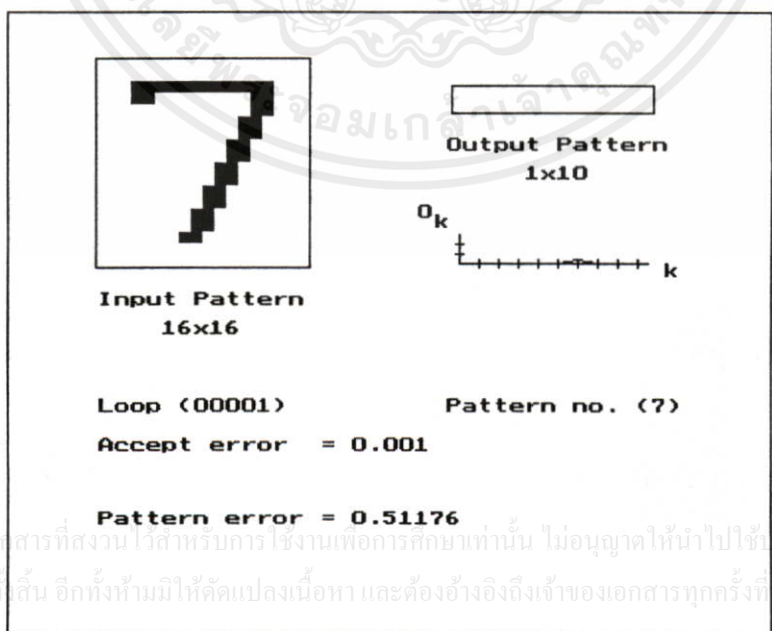 Output Pattern
1x10
O_k
k
Input Pattern
16x16
Loop (00001) Pattern no. (7)
Accept error = 0.001
Pattern error = 0.51176
กสารที่สงวนไว้สำหรับการใช้งานเพื่อการศึกษาเท่านั้น ไม่อนุญาตให้นำไปใช้ป
ั้งสิ้น อีกทั้งห้ามมิให้ดัดแปลงเนื้อหา และต้องอ้างอิงถึงเจ้าของเอกสารทุกครั้งที่